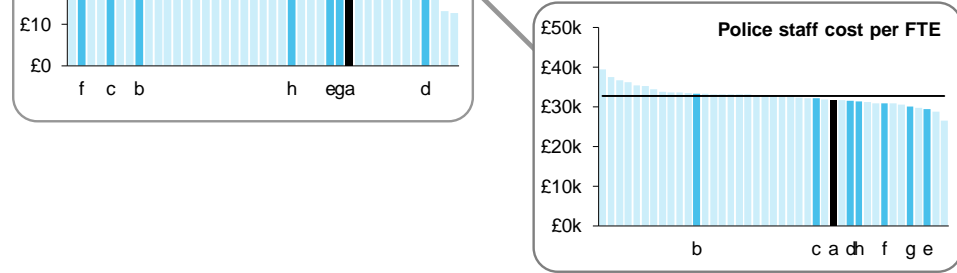 £10
£0
f c b h ega d
Police staff cost per FTE
£50k
£40k
£30k
£20k
£10k
£0k
b c a dh f g e